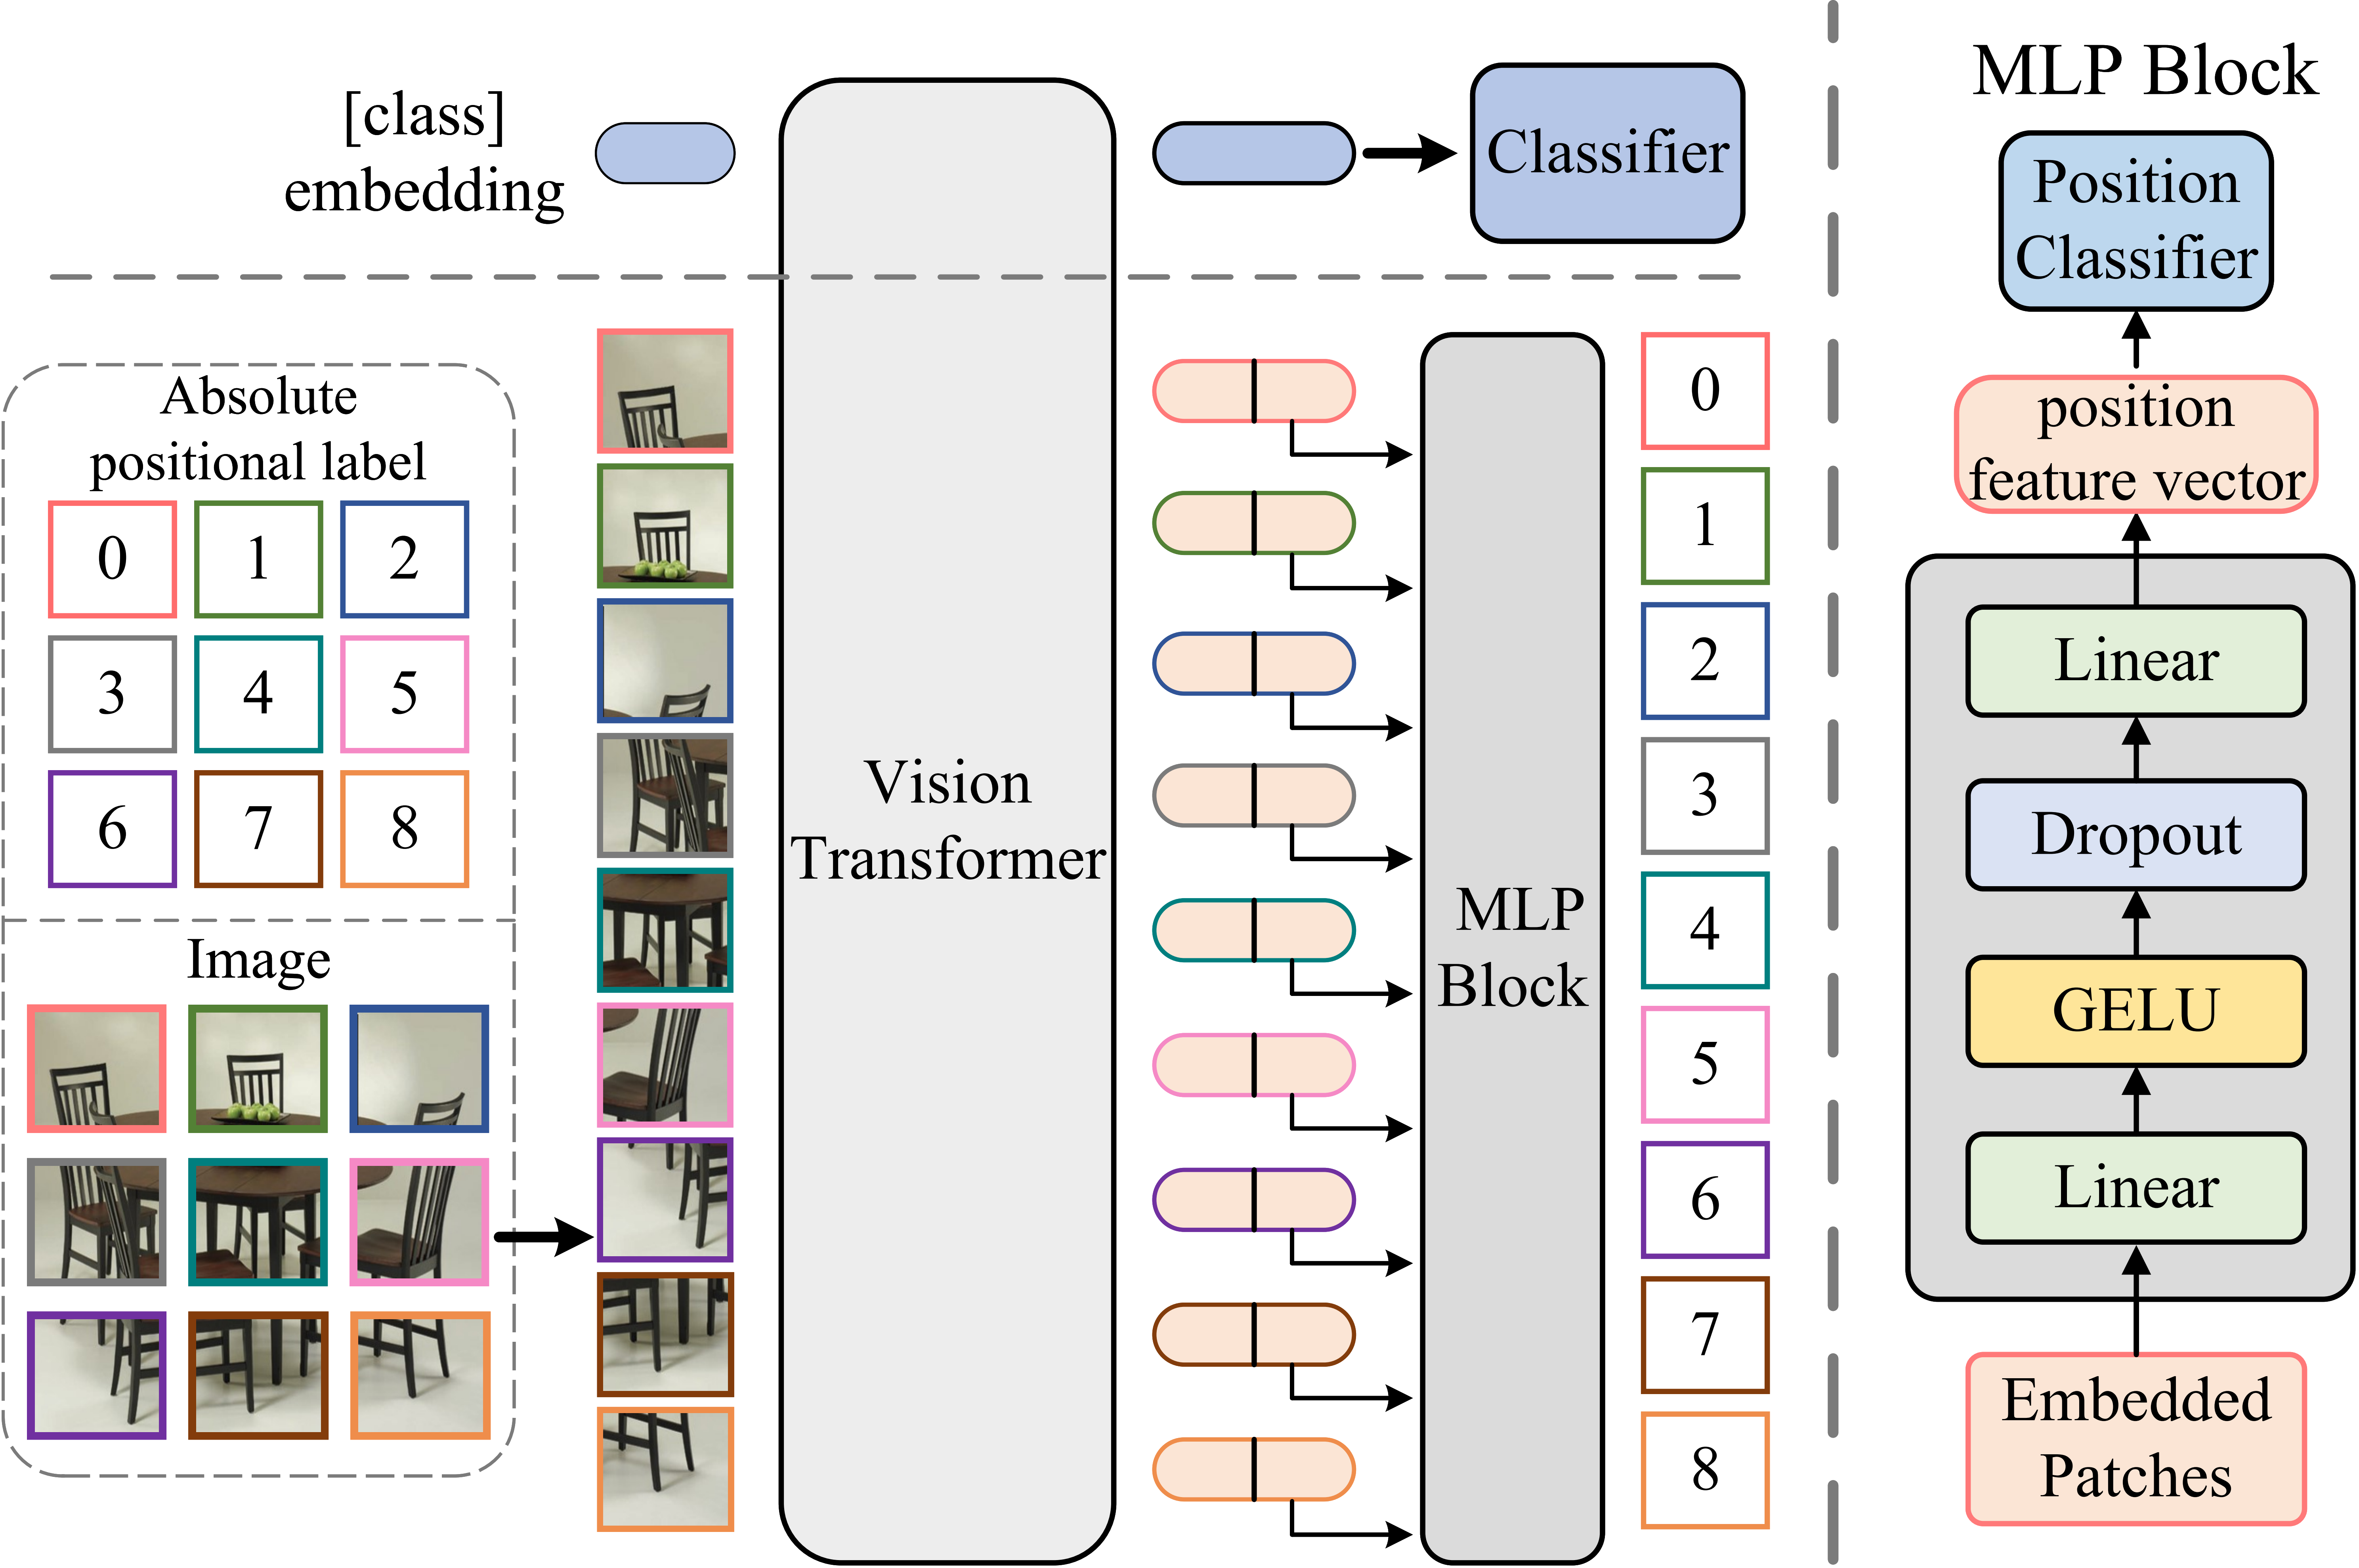 [class]
embedding
Classifier
Absolute
positional label
0 1 2
3 4 5
6 7 8
Image
Vision
Transformer
MLP
Block
0
1
2
3
4
5
6
7
8
MLP Block
Position
Classifier
position
feature vector
Linear
Dropout
GELU
Linear
Embedded
Patches